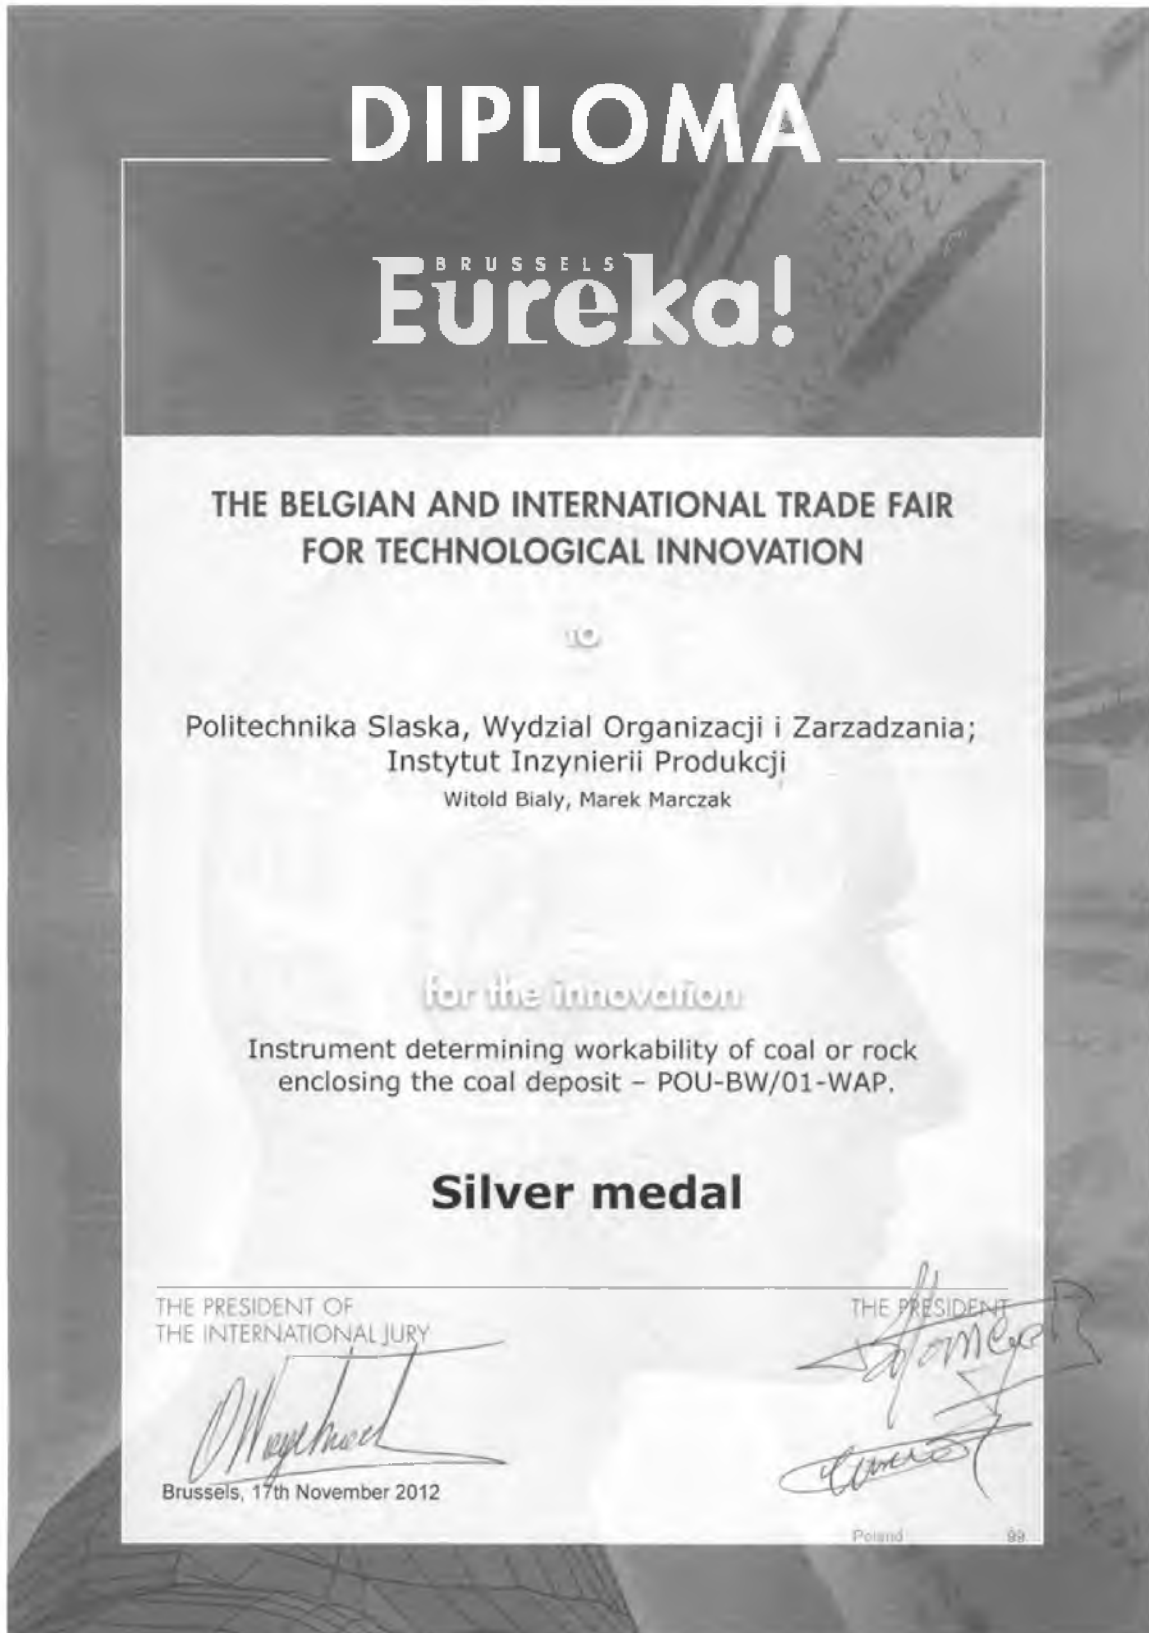 DIPLOMA
BRUSSELS
Eureka!
THE BELGIAN AND INTERNATIONAL TRADE FAIR
FOR TECHNOLOGICAL INNOVATION
TO
Politechnika Slaska, Wydzial Organizacji i Zarzadzania;
Instytut Inzynierii Produkcji
Witold Bialy, Marek Marczak
for the innovation
Instrument determining workability of coal or rock
enclosing the coal deposit – POU-BW/01-WAP.
Silver medal
THE PRESIDENT OF
THE INTERNATIONAL JURY
THE PRESIDENT
Brussels, 17th November 2012
Poland 99